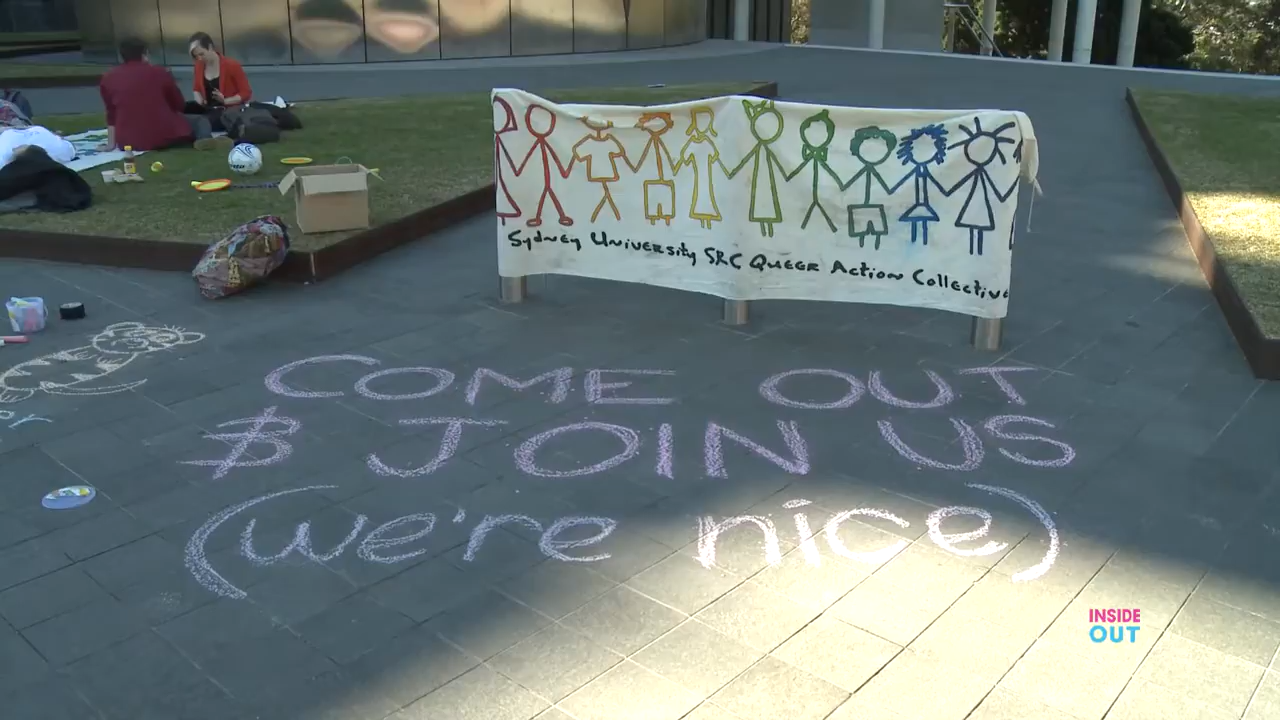 Sydney University SRC Queer Action Collective
COME OUT
& JOIN US
(we're nice)
INSIDE
OUT